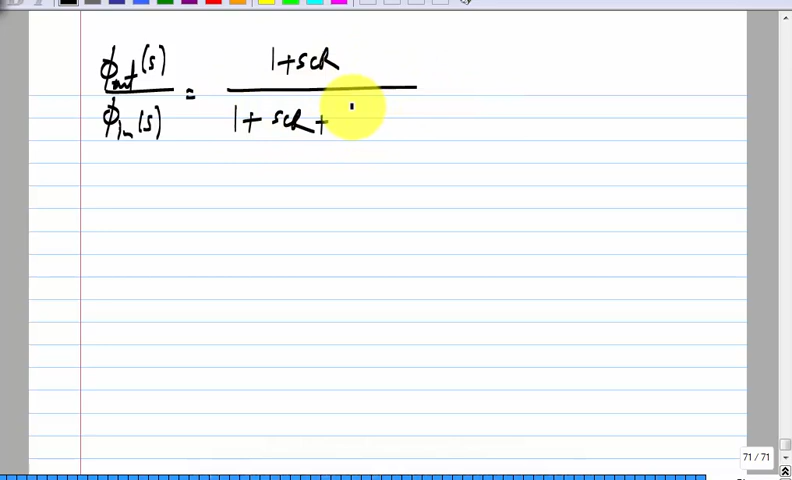 ϕout(s) / ϕin(s) = 1+sCR
1+ sCR +
71 / 71